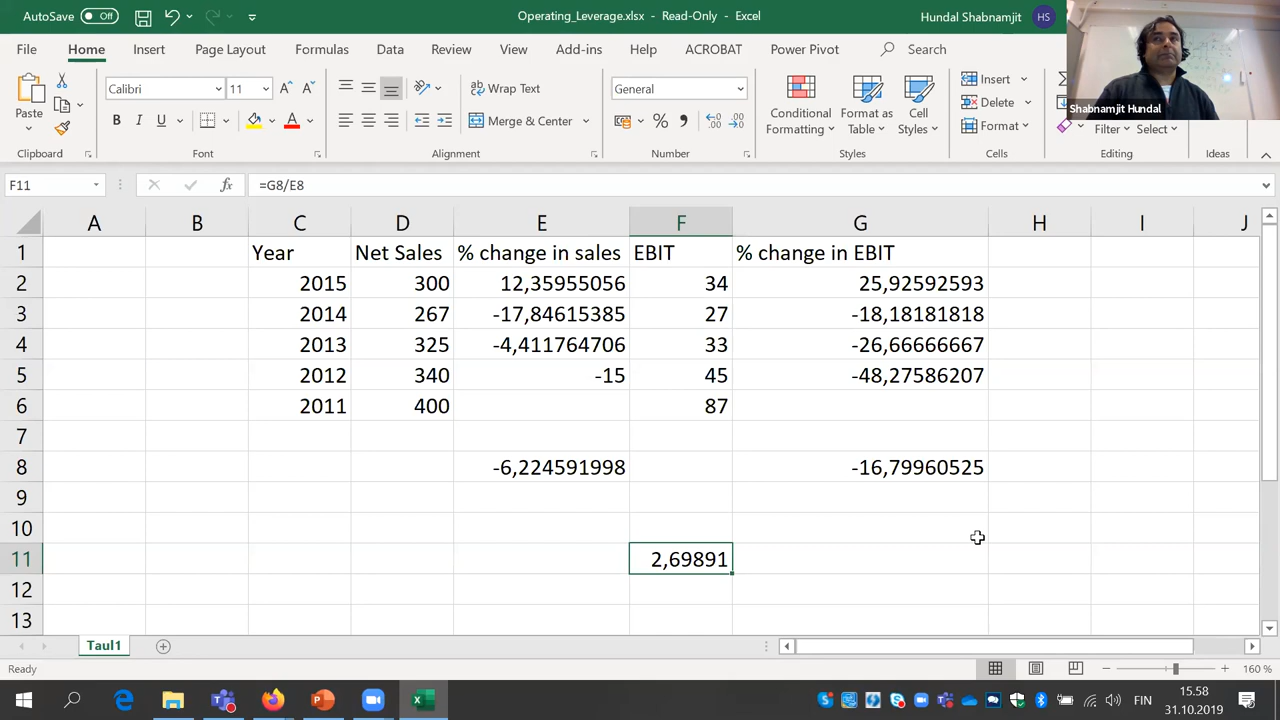 AutoSave Off Operating_Leverage.xlsx - Read-Only - Excel Hundal Shabnamjit HS
File Home Insert Page Layout Formulas Data Review View Add-ins Help ACROBAT Power Pivot Search
Paste Calibri 11 Wrap Text General Conditional Formatting Format as Table Cell Styles Insert
Delete
B I U Merge & Center % Format Filter Select
Clipboard Font Alignment Number Styles Cells Editing Ideas
Shabnamjit Hundal
F11 fx =G8/E8
A B C D E F G H I J
1 Year Net Sales % change in sales EBIT % change in EBIT
2 2015 300 12,35955056 34 25,92592593
3 2014 267 -17,84615385 27 -18,18181818
4 2013 325 -4,411764706 33 -26,66666667
5 2012 340 -15 45 -48,27586207
6 2011 400 87
7
8 -6,224591998 -16,79960525
9
10
11 2,69891
12
13
Taul1
Ready 160 %
FIN 15.58
31.10.2019